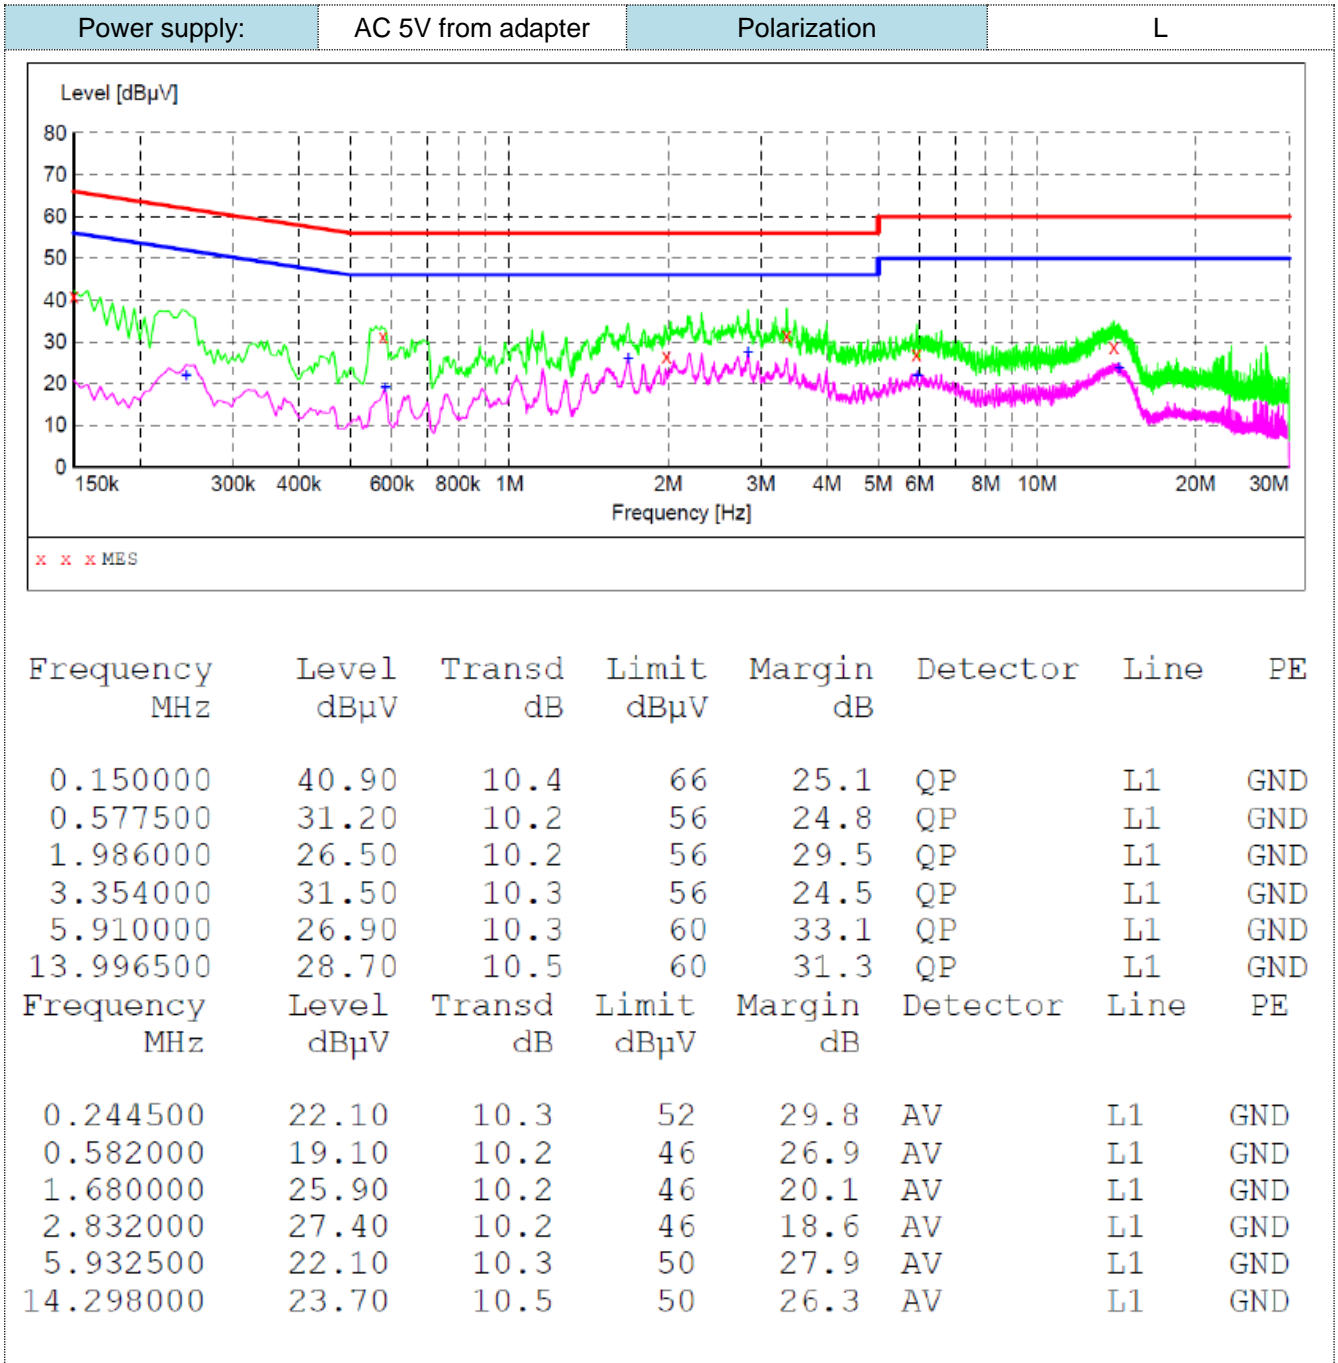 Power supply: AC 5V from adapter Polarization L
Level [dBµV]
80
70
60
50
40
30
20
10
0
150k 300k 400k 600k 800k 1M 2M 3M 4M 5M 6M 8M 10M 20M 30M
Frequency [Hz]
x x x MES
Frequency Level Transd Limit Margin Detector Line PE
MHz dBµV dB dBµV dB
0.150000 40.90 10.4 66 25.1 QP L1 GND
0.577500 31.20 10.2 56 24.8 QP L1 GND
1.986000 26.50 10.2 56 29.5 QP L1 GND
3.354000 31.50 10.3 56 24.5 QP L1 GND
5.910000 26.90 10.3 60 33.1 QP L1 GND
13.996500 28.70 10.5 60 31.3 QP L1 GND
Frequency Level Transd Limit Margin Detector Line PE
MHz dBµV dB dBµV dB
0.244500 22.10 10.3 52 29.8 AV L1 GND
0.582000 19.10 10.2 46 26.9 AV L1 GND
1.680000 25.90 10.2 46 20.1 AV L1 GND
2.832000 27.40 10.2 46 18.6 AV L1 GND
5.932500 22.10 10.3 50 27.9 AV L1 GND
14.298000 23.70 10.5 50 26.3 AV L1 GND